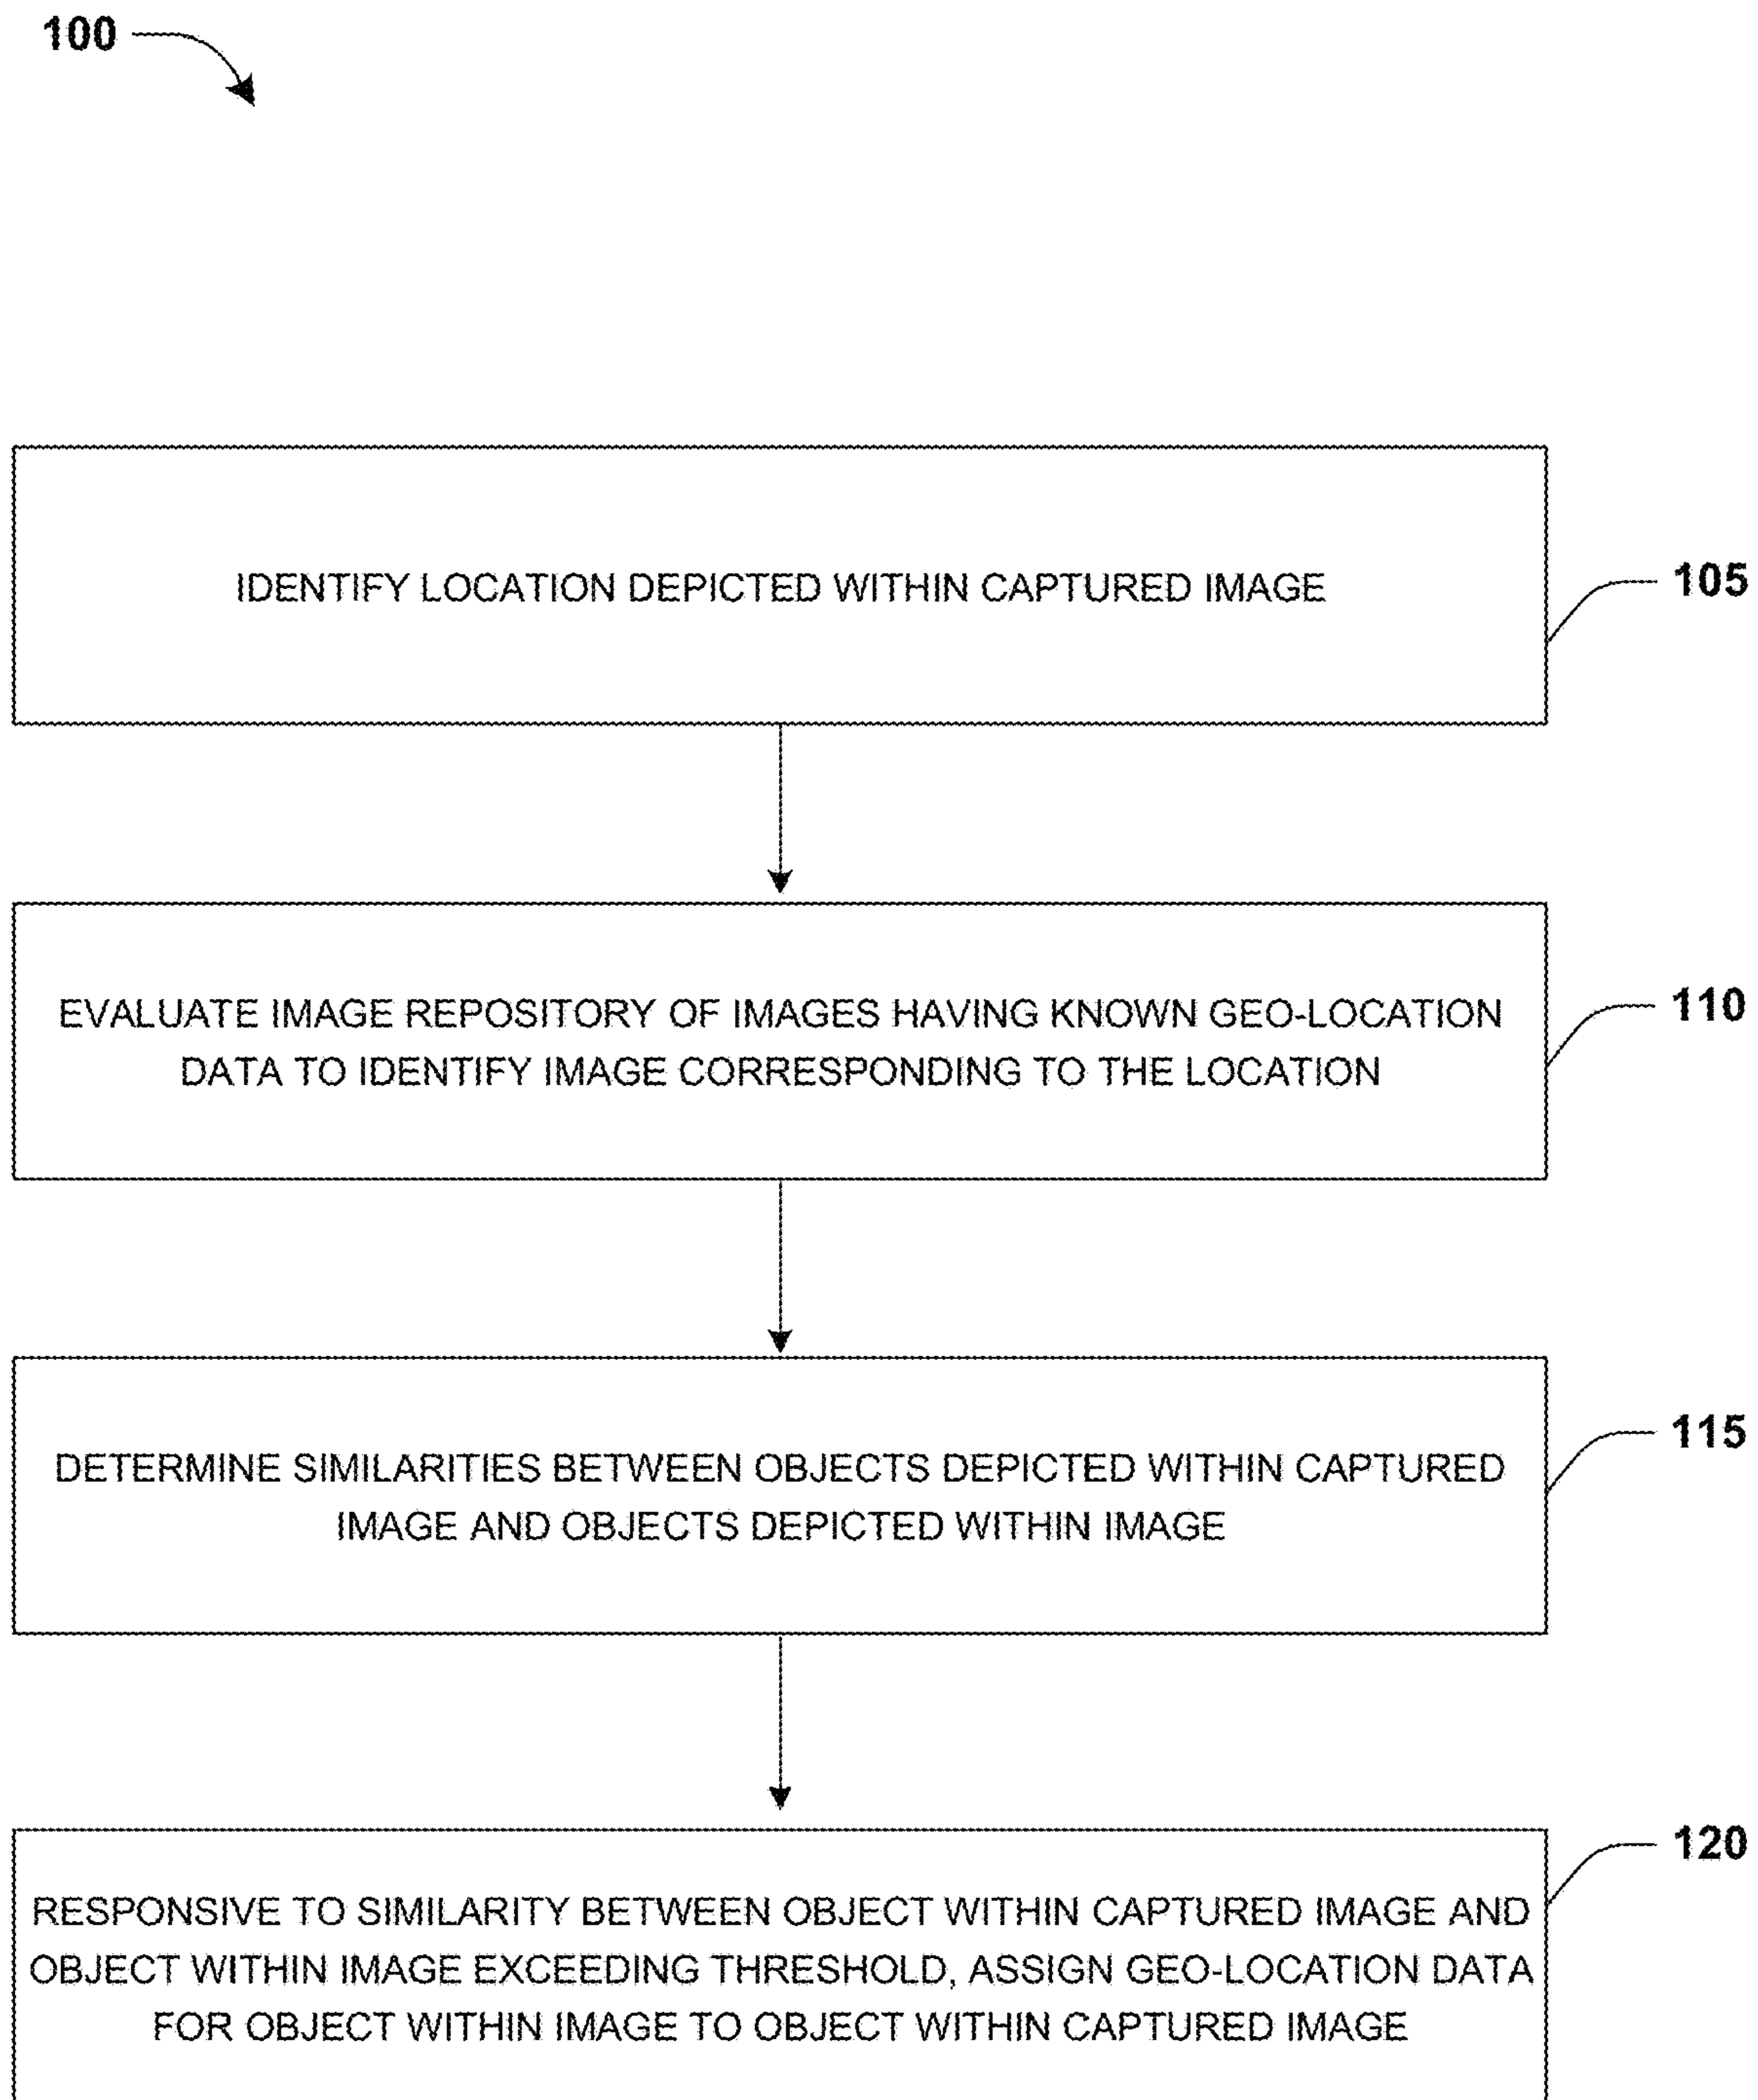 100
IDENTIFY LOCATION DEPICTED WITHIN CAPTURED IMAGE
105
EVALUATE IMAGE REPOSITORY OF IMAGES HAVING KNOWN GEO-LOCATION
DATA TO IDENTIFY IMAGE CORRESPONDING TO THE LOCATION
110
DETERMINE SIMILARITIES BETWEEN OBJECTS DEPICTED WITHIN CAPTURED
IMAGE AND OBJECTS DEPICTED WITHIN IMAGE
115
RESPONSIVE TO SIMILARITY BETWEEN OBJECT WITHIN CAPTURED IMAGE AND
OBJECT WITHIN IMAGE EXCEEDING THRESHOLD, ASSIGN GEO-LOCATION DATA
FOR OBJECT WITHIN IMAGE TO OBJECT WITHIN CAPTURED IMAGE
120